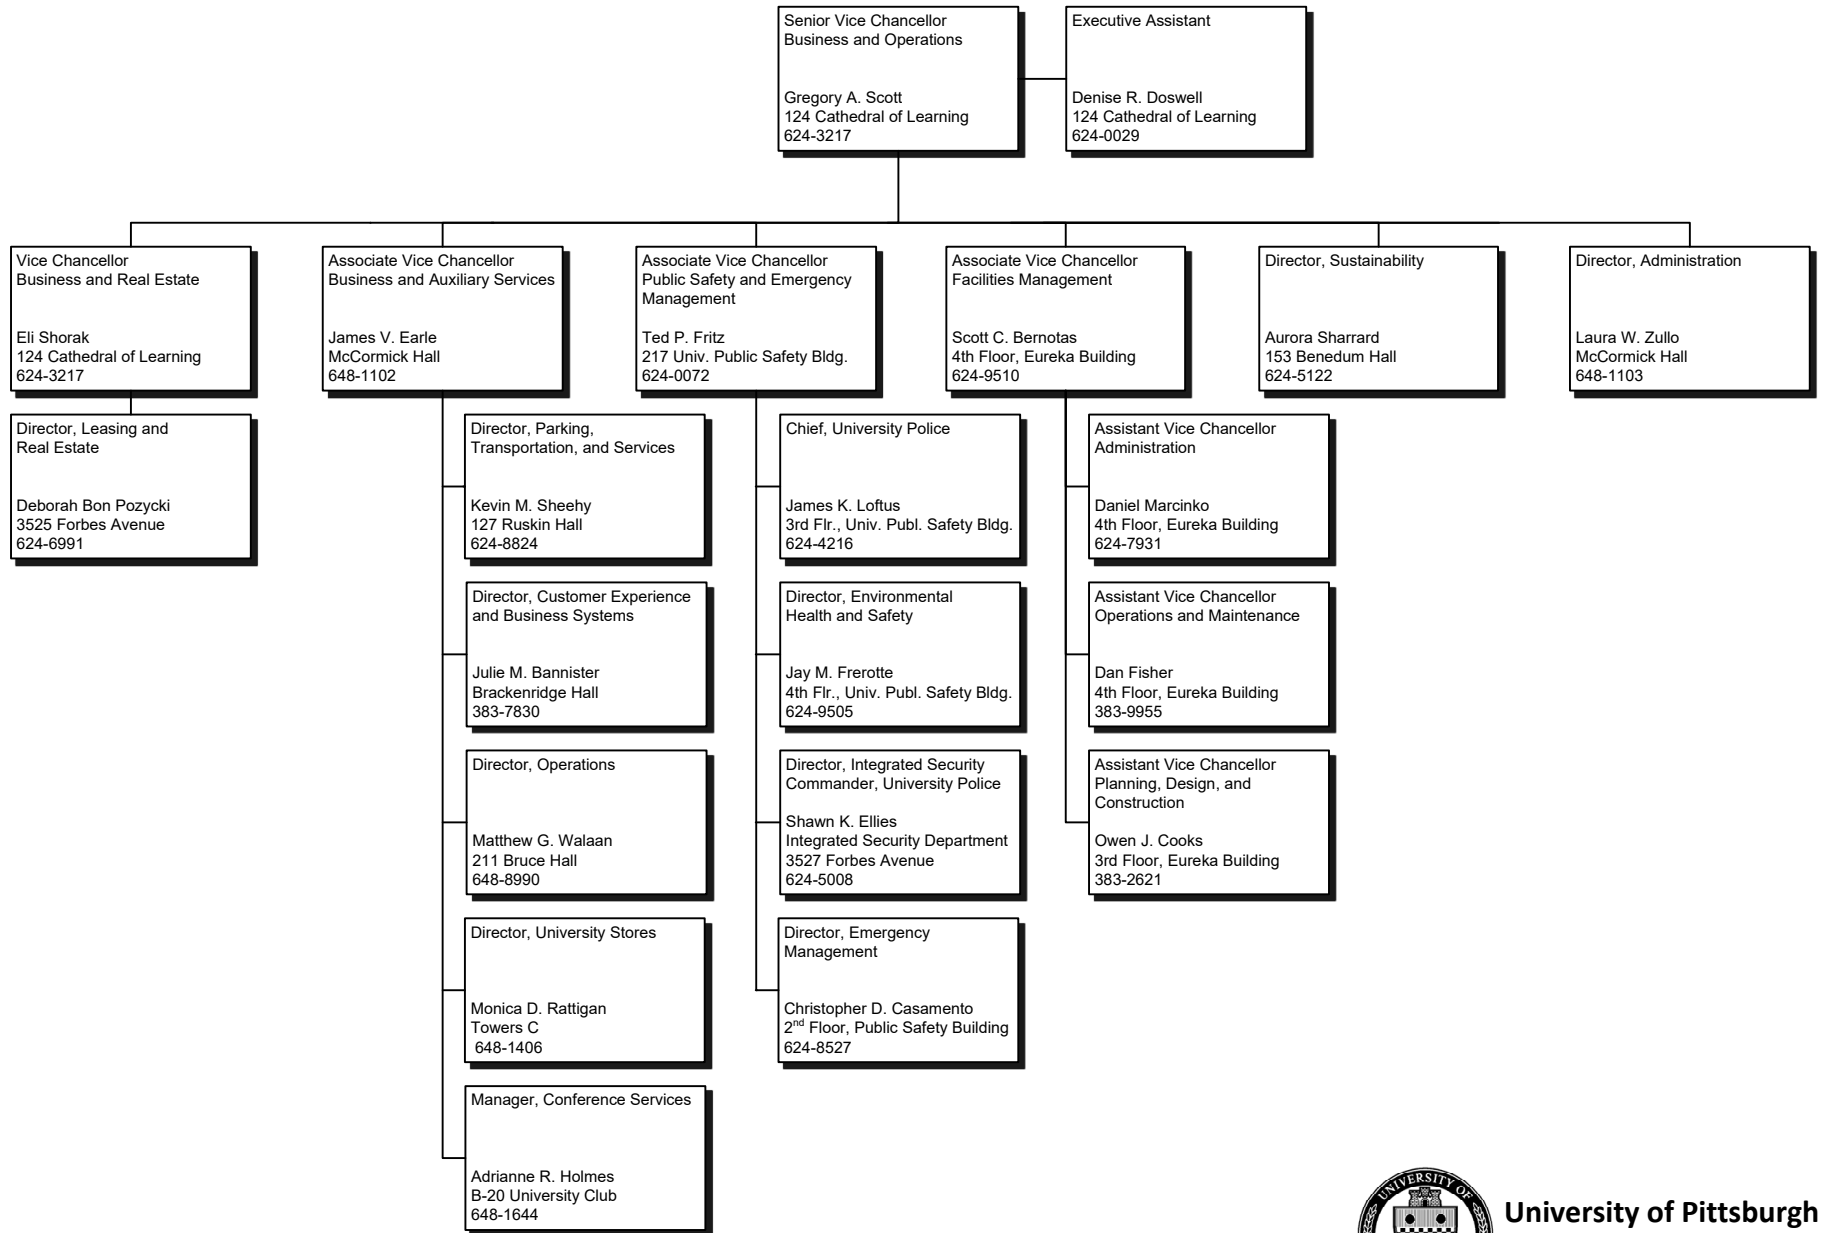 Senior Vice Chancellor
Business and Operations
Gregory A. Scott
124 Cathedral of Learning
624-3217
Executive Assistant
Denise R. Doswell
124 Cathedral of Learning
624-0029
Vice Chancellor
Business and Real Estate
Eli Shorak
124 Cathedral of Learning
624-3217
Associate Vice Chancellor
Business and Auxiliary Services
James V. Earle
McCormick Hall
648-1102
Associate Vice Chancellor
Public Safety and Emergency
Management
Ted P. Fritz
217 Univ. Public Safety Bldg.
624-0072
Associate Vice Chancellor
Facilities Management
Scott C. Bernotas
4th Floor, Eureka Building
624-9510
Director, Sustainability
Aurora Sharrard
153 Benedum Hall
624-5122
Director, Administration
Laura W. Zullo
McCormick Hall
648-1103
Director, Leasing and
Real Estate
Deborah Bon Pozycki
3525 Forbes Avenue
624-6991
Director, Parking,
Transportation, and Services
Kevin M. Sheehy
127 Ruskin Hall
624-8824
Director, Customer Experience
and Business Systems
Julie M. Bannister
Brackenridge Hall
383-7830
Director, Operations
Matthew G. Walaan
211 Bruce Hall
648-8990
Director, University Stores
Monica D. Rattigan
Towers C
648-1406
Manager, Conference Services
Adrianne R. Holmes
B-20 University Club
648-1644
Chief, University Police
James K. Loftus
3rd Flr., Univ. Publ. Safety Bldg.
624-4216
Director, Environmental
Health and Safety
Jay M. Frerotte
4th Flr., Univ. Publ. Safety Bldg.
624-9505
Director, Integrated Security
Commander, University Police
Shawn K. Ellies
Integrated Security Department
3527 Forbes Avenue
624-5008
Director, Emergency
Management
Christopher D. Casamento
2nd Floor, Public Safety Building
624-8527
Assistant Vice Chancellor
Administration
Daniel Marcinko
4th Floor, Eureka Building
624-7931
Assistant Vice Chancellor
Operations and Maintenance
Dan Fisher
4th Floor, Eureka Building
383-9955
Assistant Vice Chancellor
Planning, Design, and
Construction
Owen J. Cooks
3rd Floor, Eureka Building
383-2621
UNIVERSITY OF
University of Pittsburgh